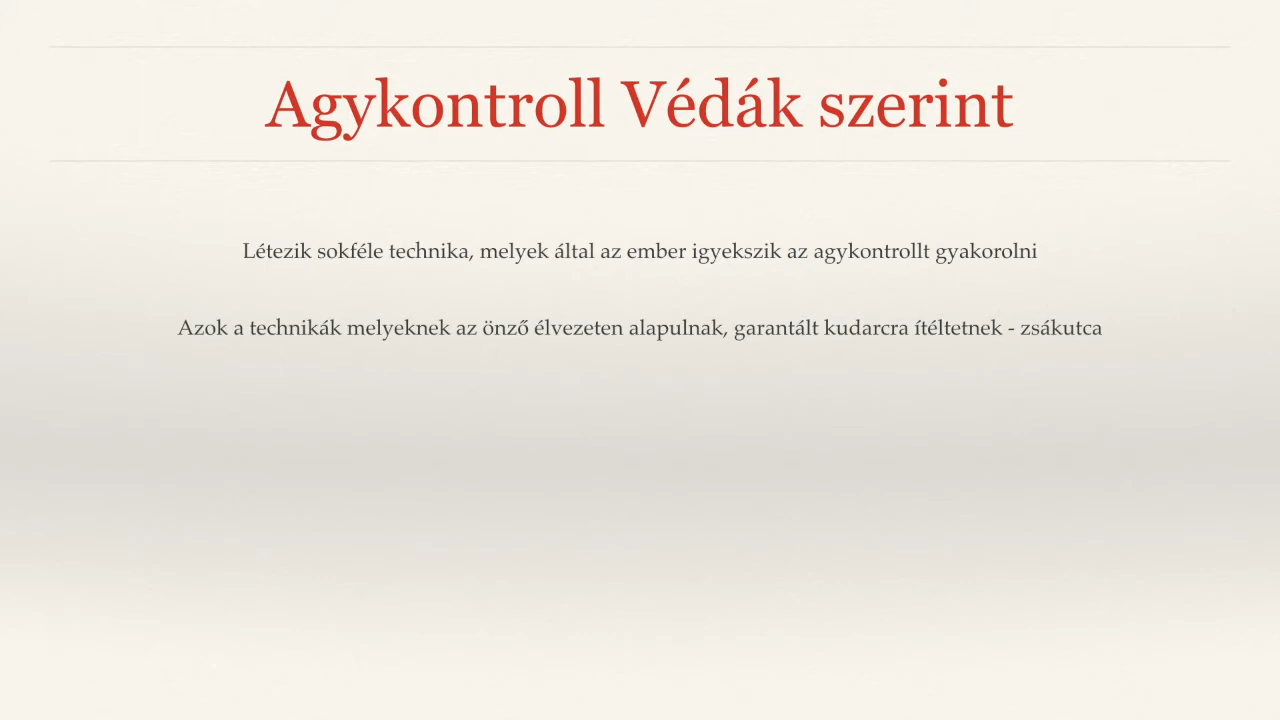 Agykontroll Védák szerint
Létezik sokféle technika, melyek által az ember igyekszik az agykontrollt gyakorolni
Azok a technikák melyeknek az önző élvezeten alapulnak, garantált kudarcra ítéltetnek - zsákutca